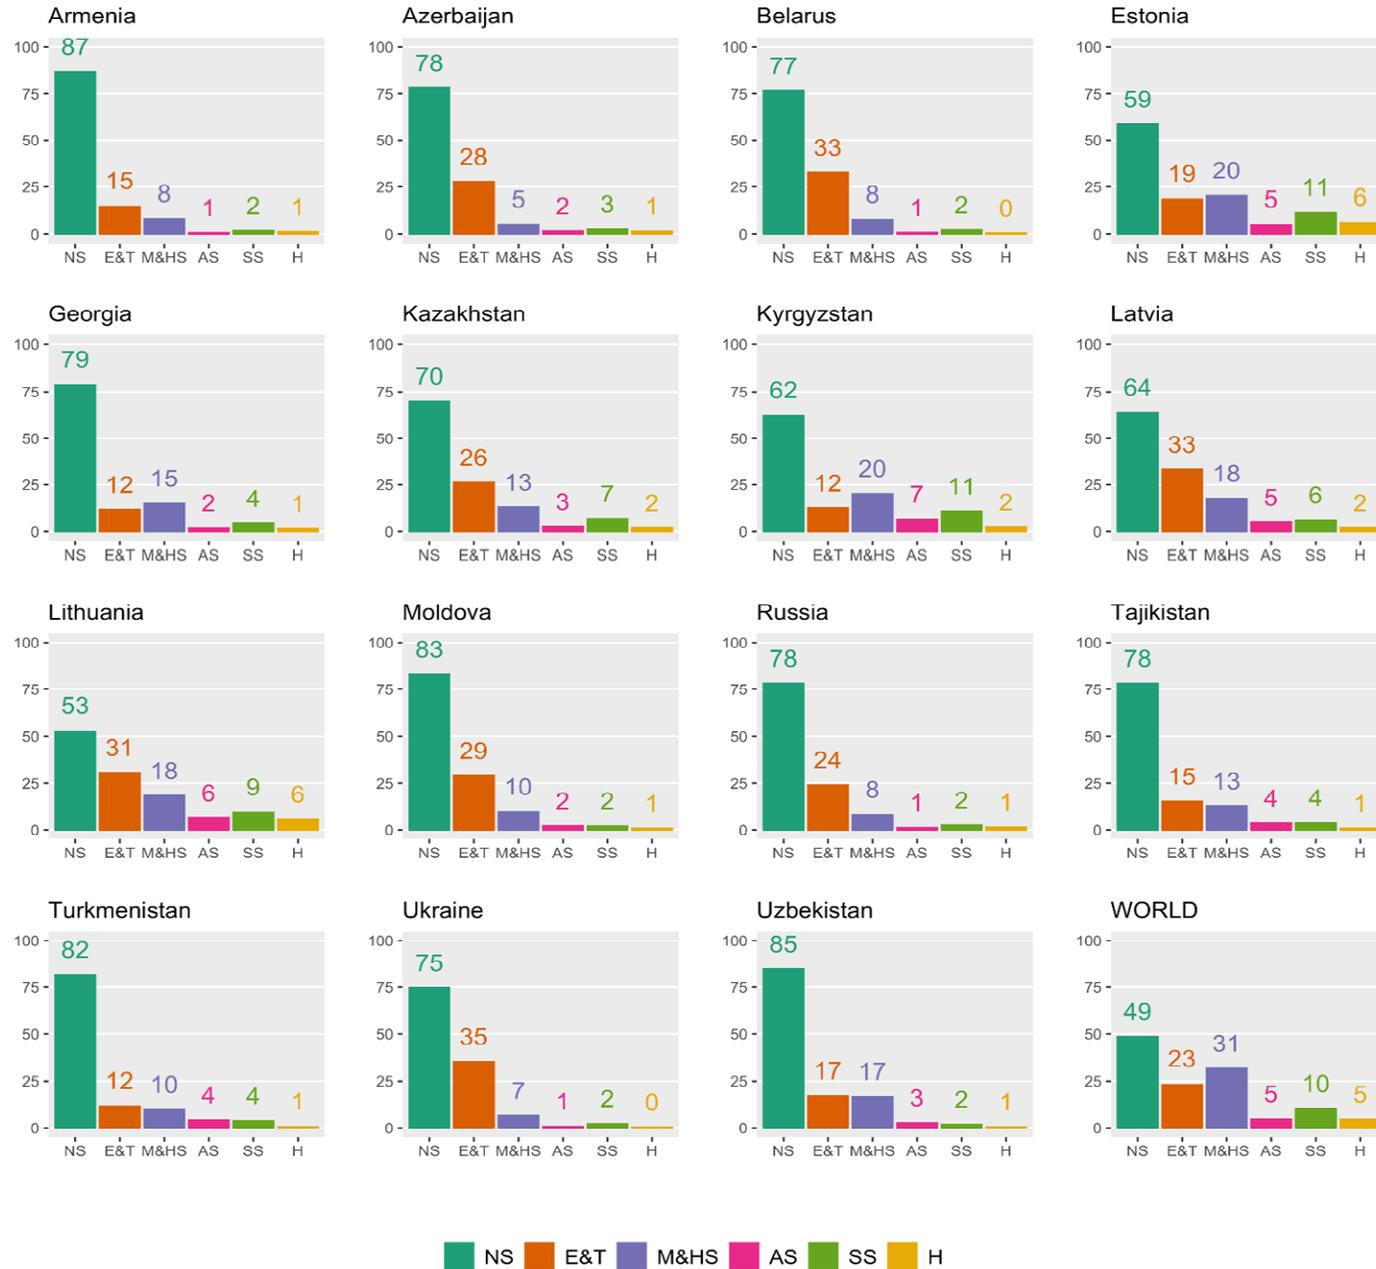 Armenia Azerbaijan Belarus Estonia
87 78 77 59
15 8 1 2 1 28 5 2 3 1 33 8 1 2 0 19 20 5 11 6
100 75 50 25 0 100 75 50 25 0 100 75 50 25 0 100 75 50 25 0
NS E&T M&HS AS SS H NS E&T M&HS AS SS H NS E&T M&HS AS SS H NS E&T M&HS AS SS H
Georgia Kazakhstan Kyrgyzstan Latvia
79 70 62 64
12 15 2 4 1 26 13 3 7 2 12 20 7 11 2 33 18 5 6 2
100 75 50 25 0 100 75 50 25 0 100 75 50 25 0 100 75 50 25 0
NS E&T M&HS AS SS H NS E&T M&HS AS SS H NS E&T M&HS AS SS H NS E&T M&HS AS SS H
Lithuania Moldova Russia Tajikistan
53 83 78 78
31 18 6 9 6 29 10 2 2 1 24 8 1 2 1 15 13 4 4 1
100 75 50 25 0 100 75 50 25 0 100 75 50 25 0 100 75 50 25 0
NS E&T M&HS AS SS H NS E&T M&HS AS SS H NS E&T M&HS AS SS H NS E&T M&HS AS SS H
Turkmenistan Ukraine Uzbekistan WORLD
82 75 85 49
12 10 4 4 1 35 7 1 2 0 17 17 3 2 1 23 31 5 10 5
100 75 50 25 0 100 75 50 25 0 100 75 50 25 0 100 75 50 25 0
NS E&T M&HS AS SS H NS E&T M&HS AS SS H NS E&T M&HS AS SS H NS E&T M&HS AS SS H
NS E&T M&HS AS SS H